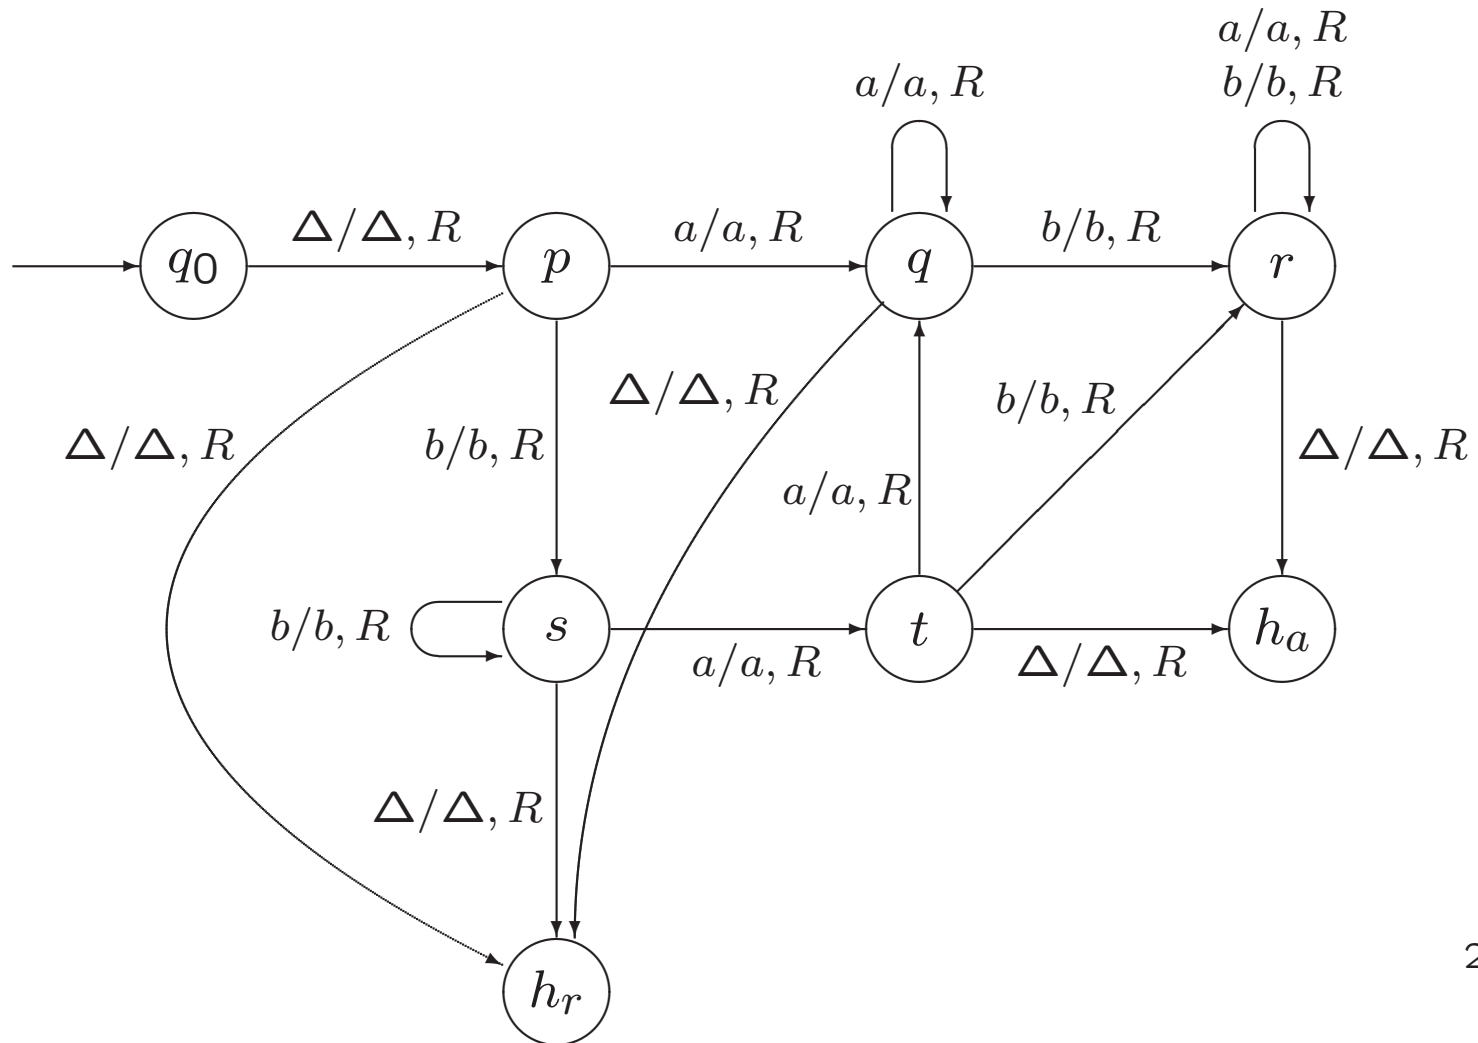 a/a, R
a/a, R
b/b, R
q0
Δ/Δ, R
p
a/a, R
q
b/b, R
r
Δ/Δ, R
b/b, R
Δ/Δ, R
a/a, R
b/b, R
Δ/Δ, R
b/b, R
s
a/a, R
t
Δ/Δ, R
ha
Δ/Δ, R
hr
2